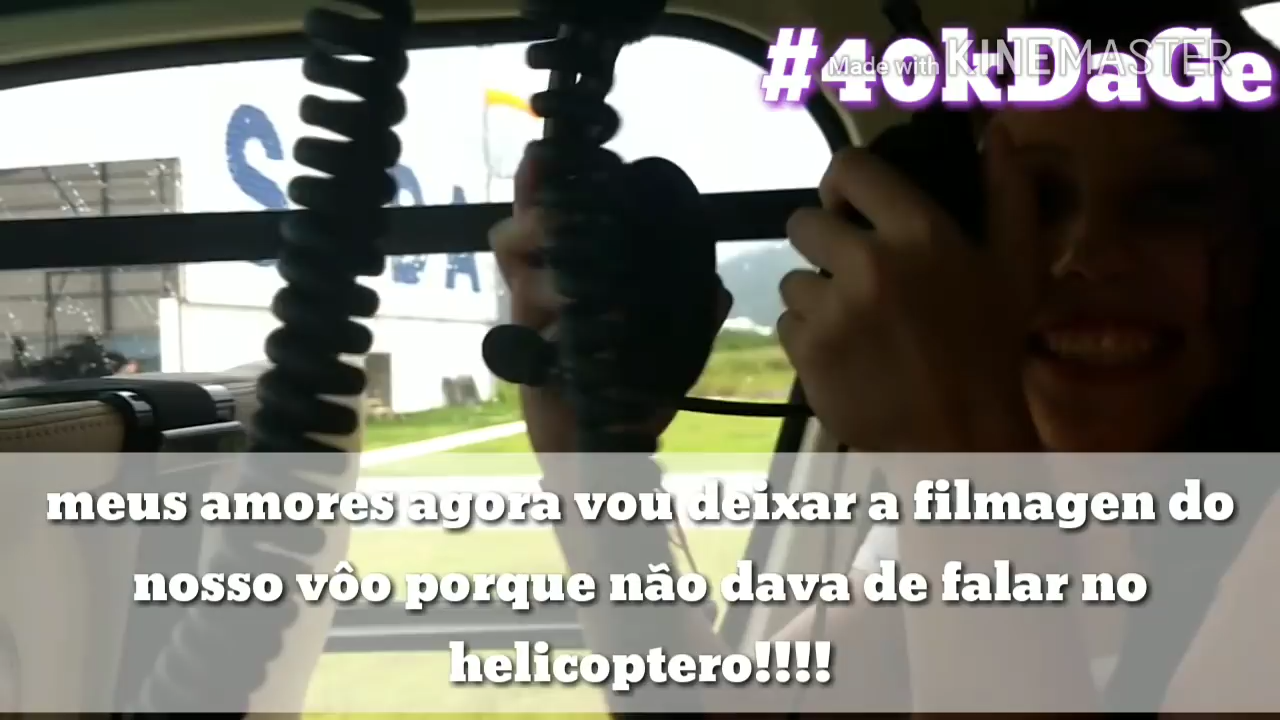 #40kDaGe
Made with KINEMASTER
meus amores agora vou deixar a filmagen do
nosso vôo porque não dava de falar no
helicoptero!!!!